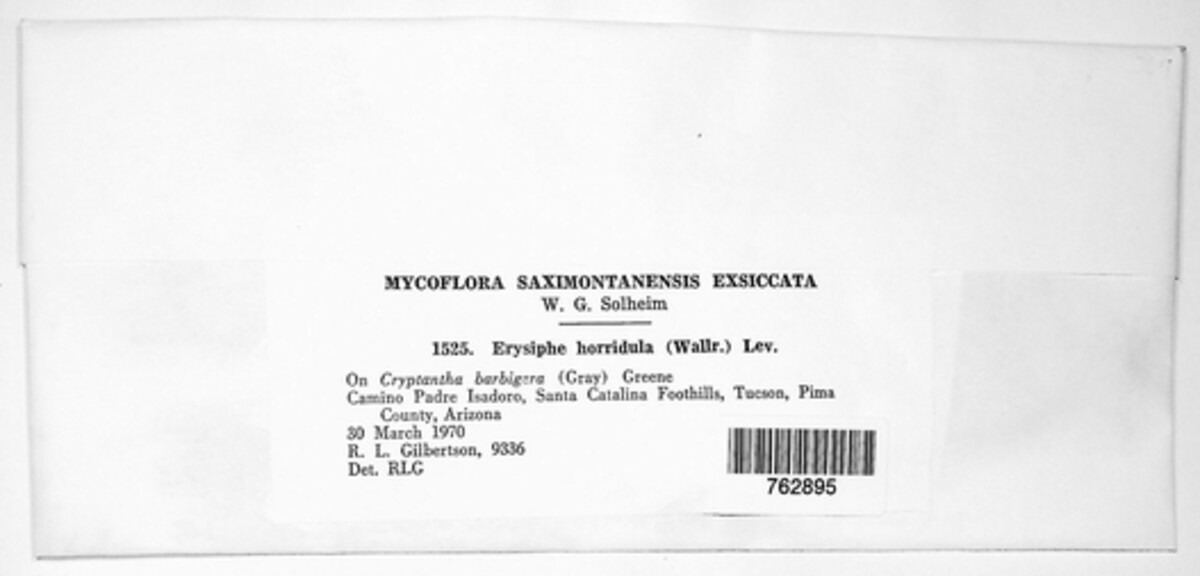 MYCOFLORA SAXIMONTANENSIS EXSICCATA
W. G. Solheim
1525. Erysiphe horridula (Wallr.) Lev.
On Cryptantha barbigera (Gray) Greene
Camino Padre Isadoro, Santa Catalina Foothills, Tucson, Pima
County, Arizona
30 March 1970
R. L. Gilbertson, 9336
Det. RLG
762895